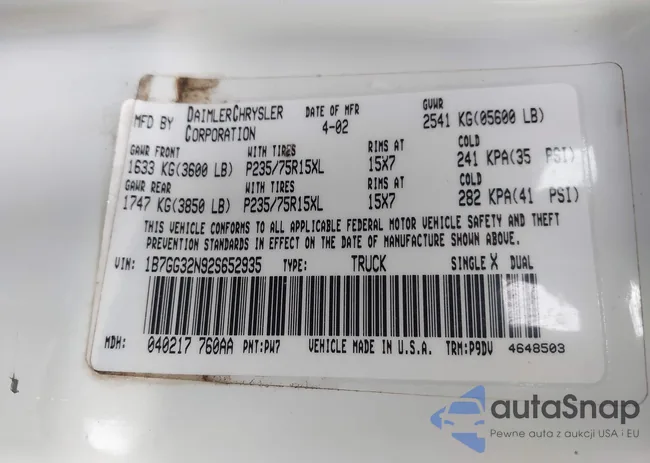 MFD BY DAIMLERCHRYSLER CORPORATION DATE OF MFR 4-02 GVWR 2541 KG(05600 LB)
GAWR FRONT WITH TIRES RIMS AT COLD
1633 KG(3600 LB) P235/75R15XL 15X7 241 KPA(35 PSI)
GAWR REAR WITH TIRES RIMS AT COLD
1747 KG(3850 LB) P235/75R15XL 15X7 282 KPA(41 PSI)
THIS VEHICLE CONFORMS TO ALL APPLICABLE FEDERAL MOTOR VEHICLE SAFETY AND THEFT
PREVENTION STANDARDS IN EFFECT ON THE DATE OF MANUFACTURE SHOWN ABOVE.
VIN: 1B7GG32N92S652935 TYPE: TRUCK SINGLE X DUAL
MDH: 040217 760AA PNT:PW7 VEHICLE MADE IN U.S.A. TRM:P9DV 4648503
autaSnap
Pewne auta z aukcji USA i EU